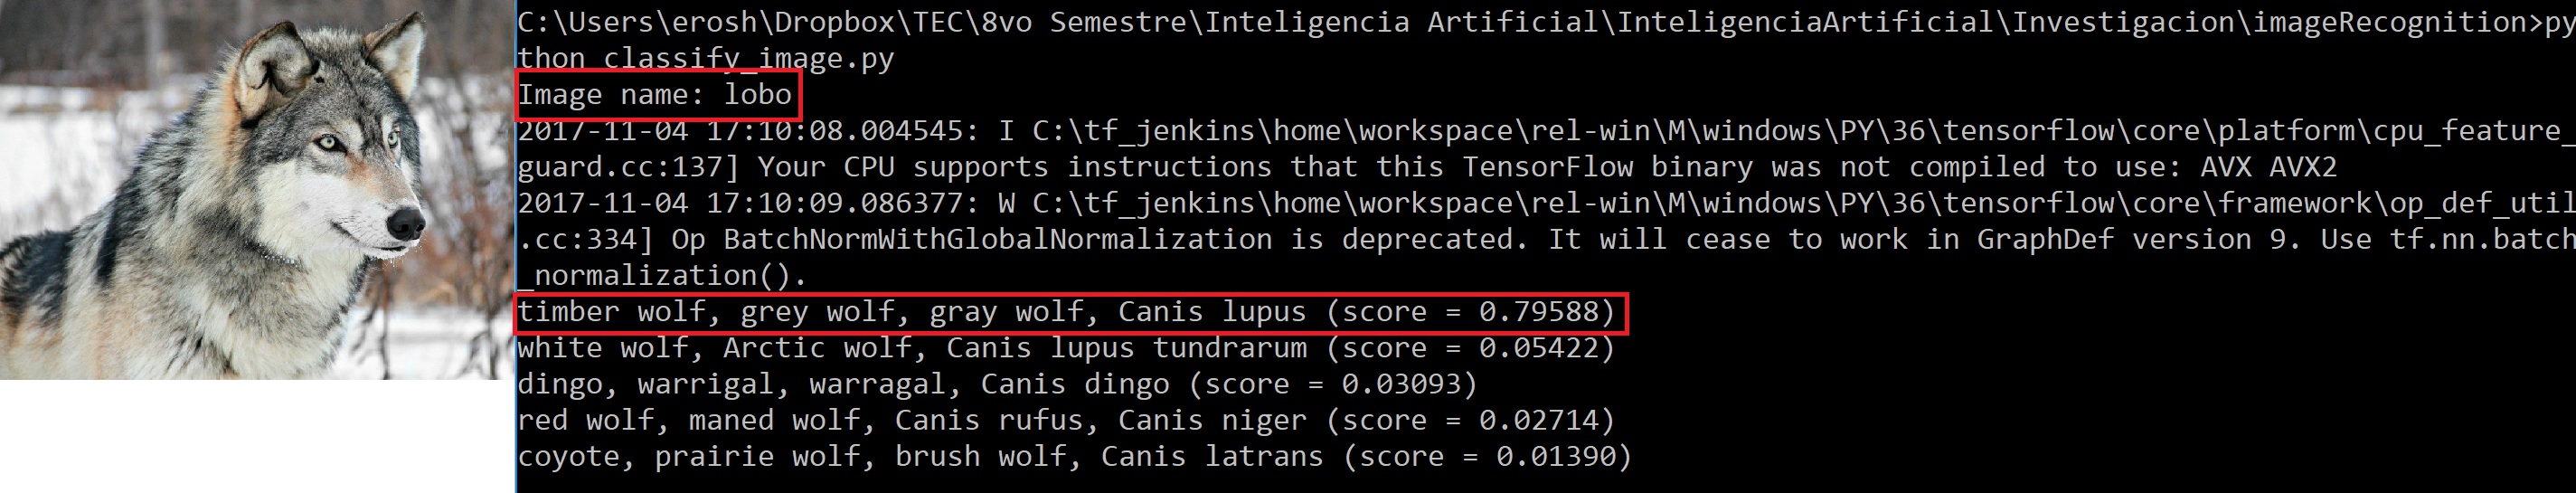 C:\Users\erosh\Dropbox\TEC\8vo Semestre\Inteligencia Artificial\InteligenciaArtificial\Investigacion\imageRecognition>py
thon classify_image.py
Image name: lobo
2017-11-04 17:10:08.004545: I C:\tf_jenkins\home\workspace\rel-win\M\windows\PY\36\tensorflow\core\platform\cpu_feature_
guard.cc:137] Your CPU supports instructions that this TensorFlow binary was not compiled to use: AVX AVX2
2017-11-04 17:10:09.086377: W C:\tf_jenkins\home\workspace\rel-win\M\windows\PY\36\tensorflow\core\framework\op_def_util
.cc:334] Op BatchNormWithGlobalNormalization is deprecated. It will cease to work in GraphDef version 9. Use tf.nn.batch
_normalization().
timber wolf, grey wolf, gray wolf, Canis lupus (score = 0.79588)
white wolf, Arctic wolf, Canis lupus tundrarum (score = 0.05422)
dingo, warrigal, warragal, Canis dingo (score = 0.03093)
red wolf, maned wolf, Canis rufus, Canis niger (score = 0.02714)
coyote, prairie wolf, brush wolf, Canis latrans (score = 0.01390)